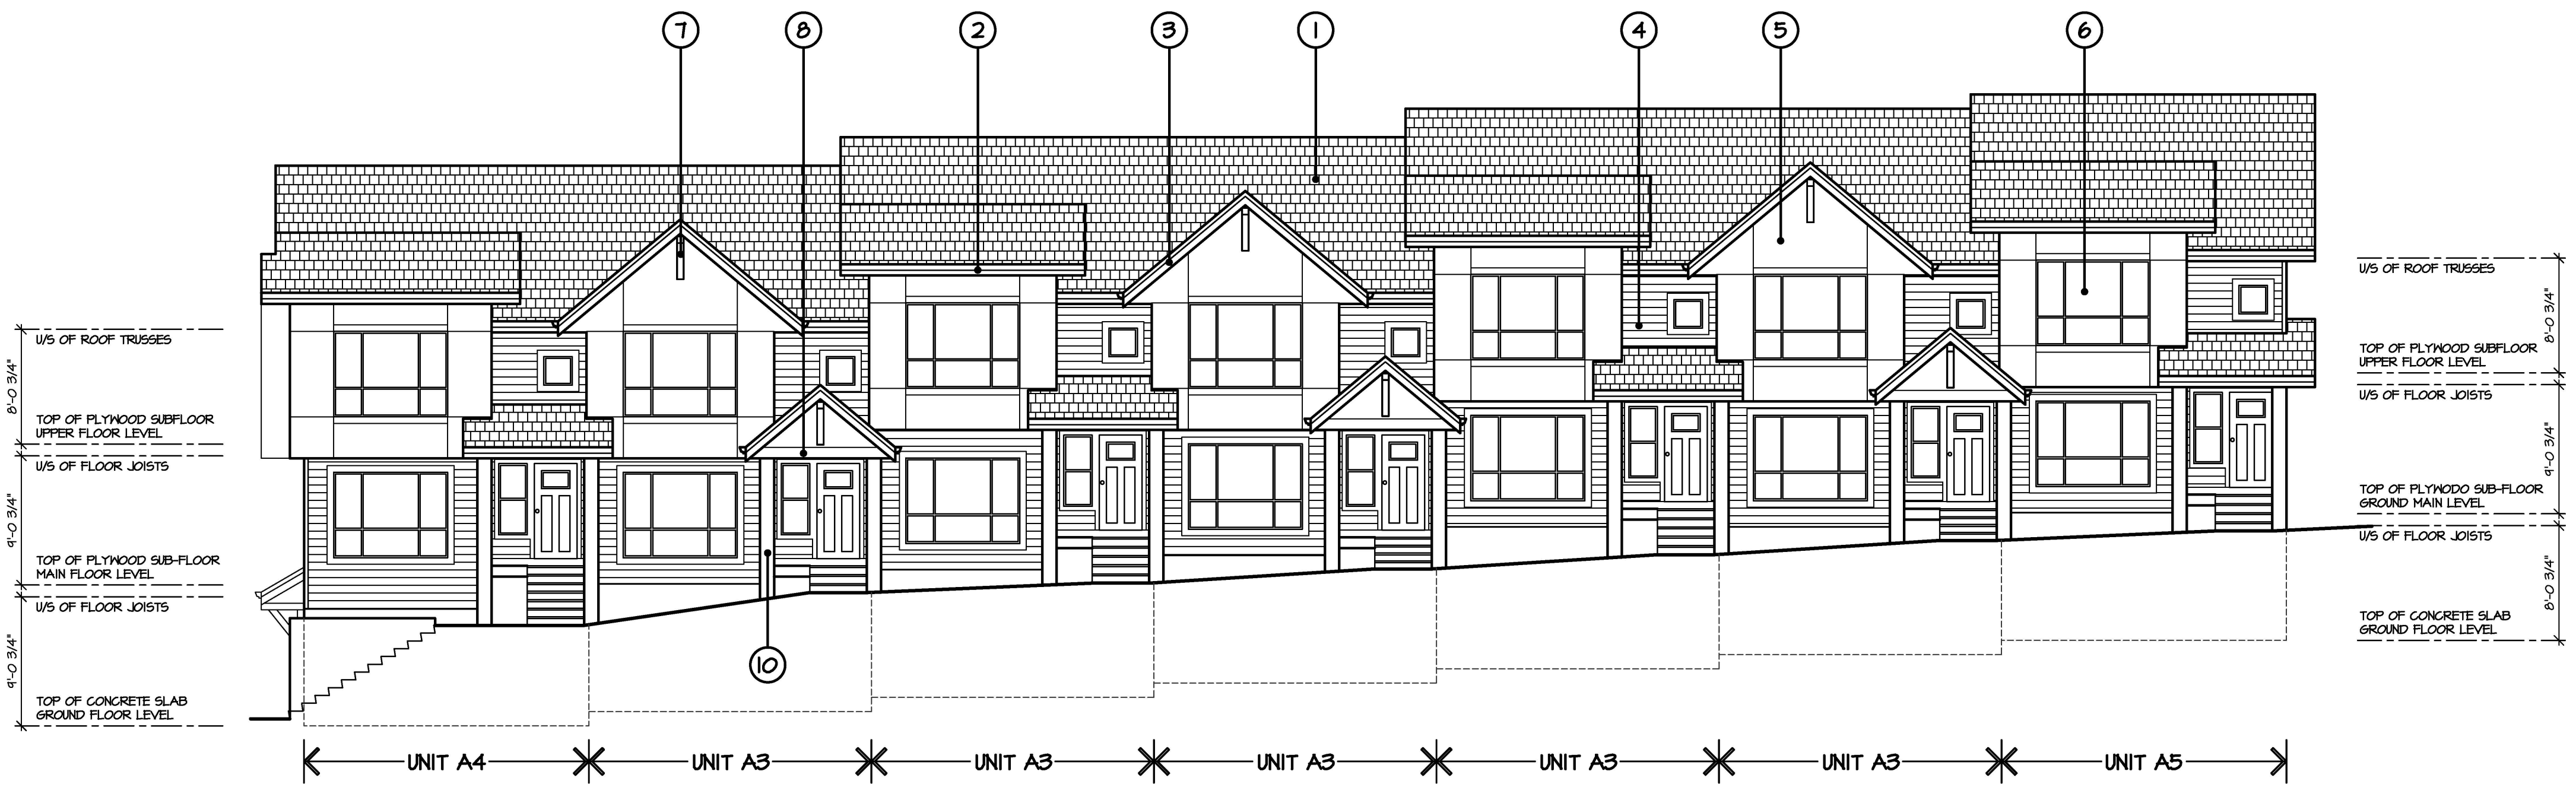 7 8 2 3 1 4 5 6
U/S OF ROOF TRUSSES
8'-0 3/4"
TOP OF PLYWOOD SUBFLOOR
UPPER FLOOR LEVEL
U/S OF FLOOR JOISTS
9'-0 3/4"
TOP OF PLYWOOD SUB-FLOOR
MAIN FLOOR LEVEL
U/S OF FLOOR JOISTS
9'-0 3/4"
TOP OF CONCRETE SLAB
GROUND FLOOR LEVEL
10
U/S OF ROOF TRUSSES
8'-0 3/4"
TOP OF PLYWOOD SUBFLOOR
UPPER FLOOR LEVEL
U/S OF FLOOR JOISTS
9'-0 3/4"
TOP OF PLYWODO SUB-FLOOR
GROUND MAIN LEVEL
U/S OF FLOOR JOISTS
8'-0 3/4"
TOP OF CONCRETE SLAB
GROUND FLOOR LEVEL
UNIT A4 UNIT A3 UNIT A3 UNIT A3 UNIT A3 UNIT A3 UNIT A5